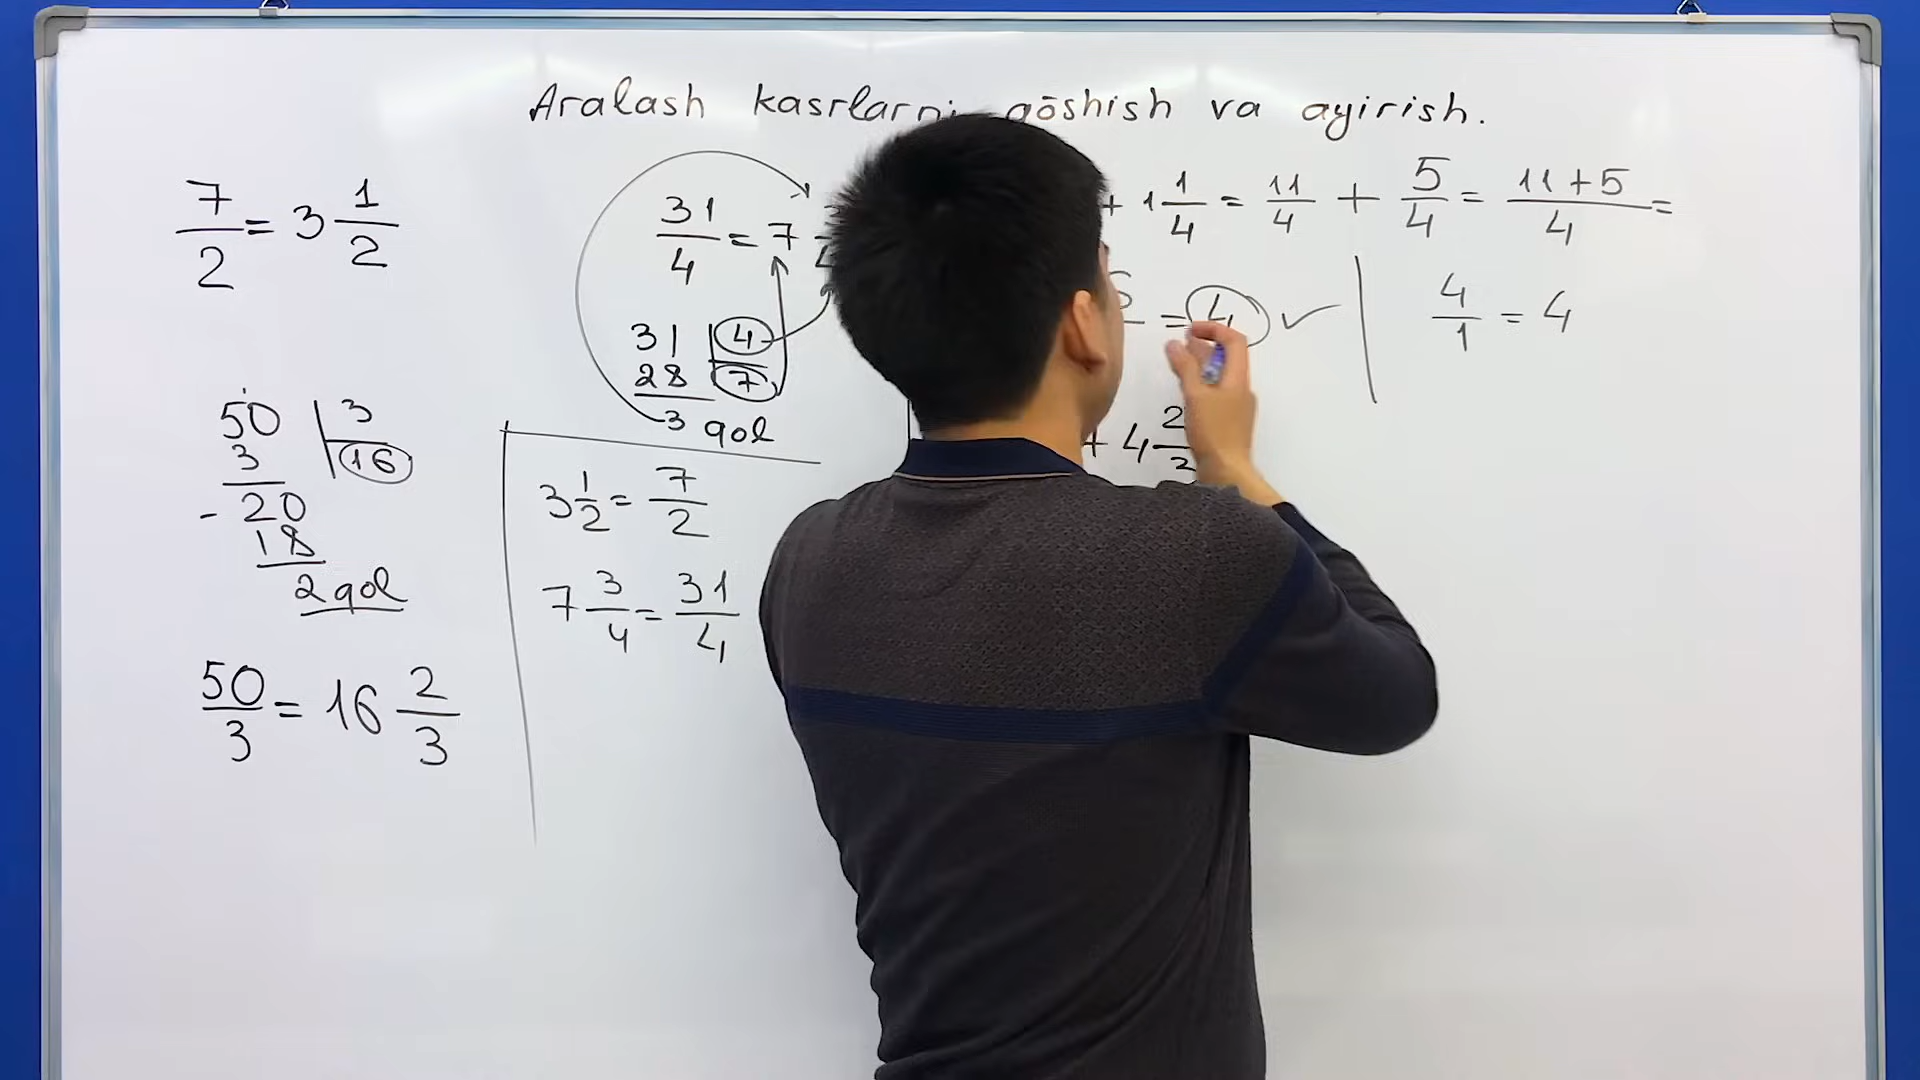 Aralash kasrlarni qōshish va ayirish.
7/2 = 3 1/2
50 | 3
3 | 16
- 20
18
2 qol
50/3 = 16 2/3
31/4 = 7
31 | 4
28 | 7
3 qol
3 1/2 = 7/2
7 3/4 = 31/4
+ 1 1/4 = 11/4 + 5/4 = (11+5)/4 =
= 4 ✓ | 4/1 = 4
+ 4